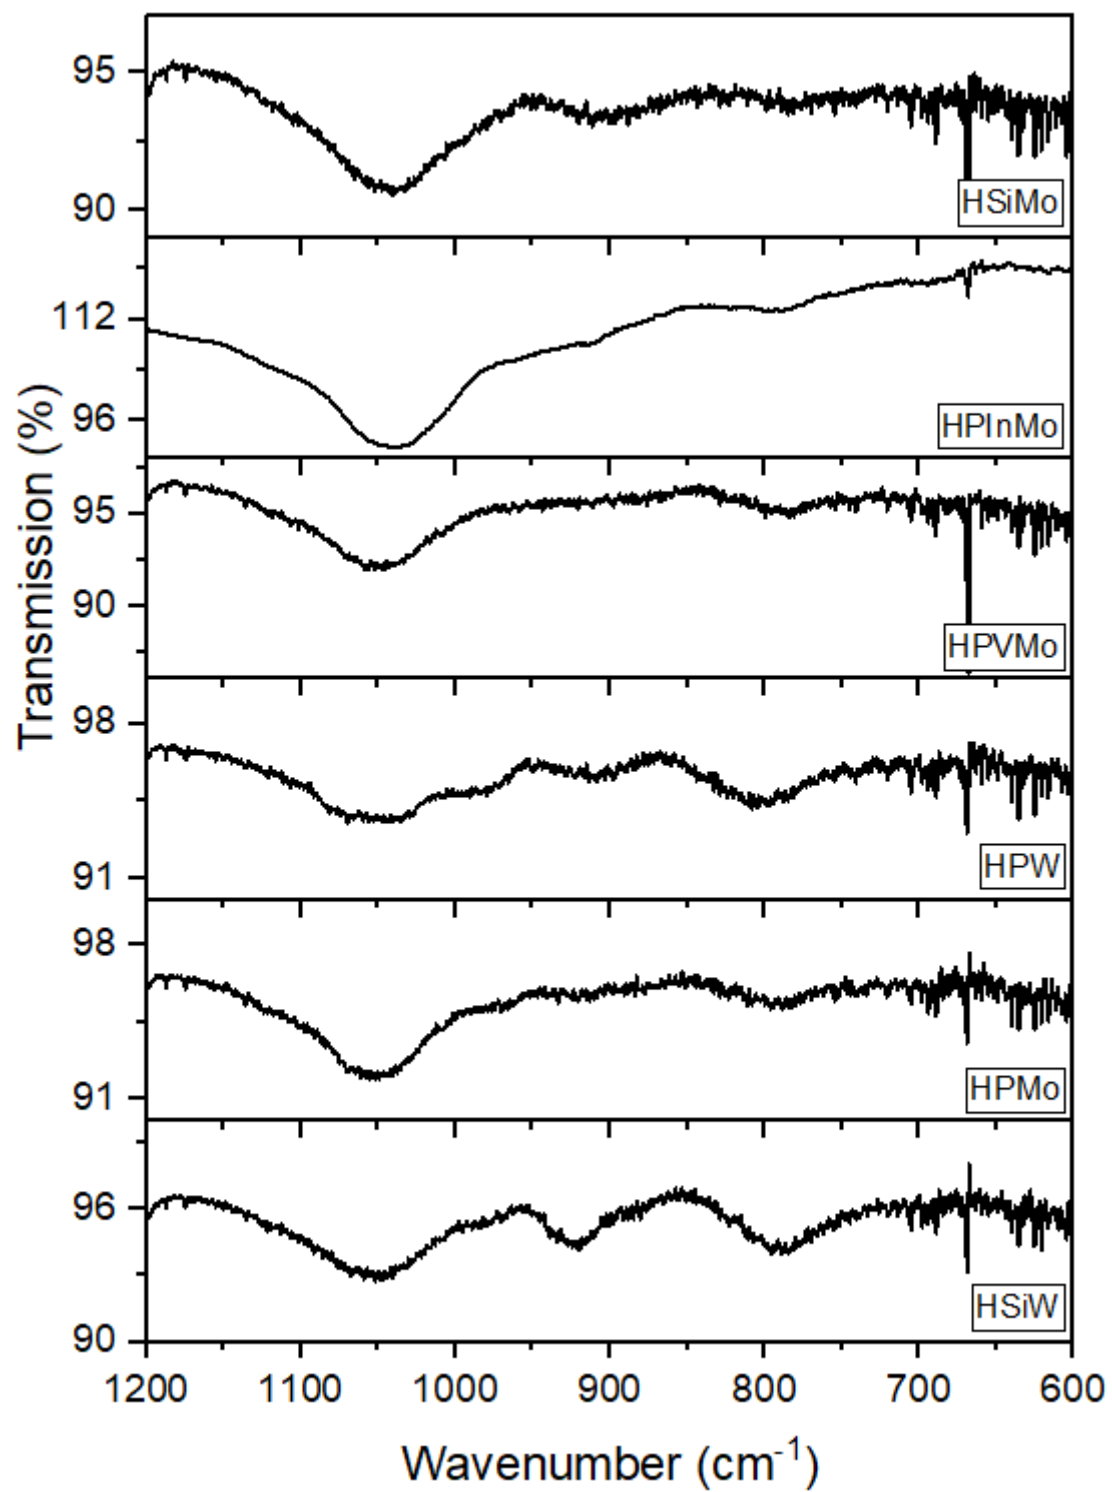 95
90
HSiMo
112
96
HPInMo
95
90
HPVMo
98
91
HPW
98
91
HPMo
96
90
HSiW
1200 1100 1000 900 800 700 600
Wavenumber (cm⁻¹)
Transmission (%)